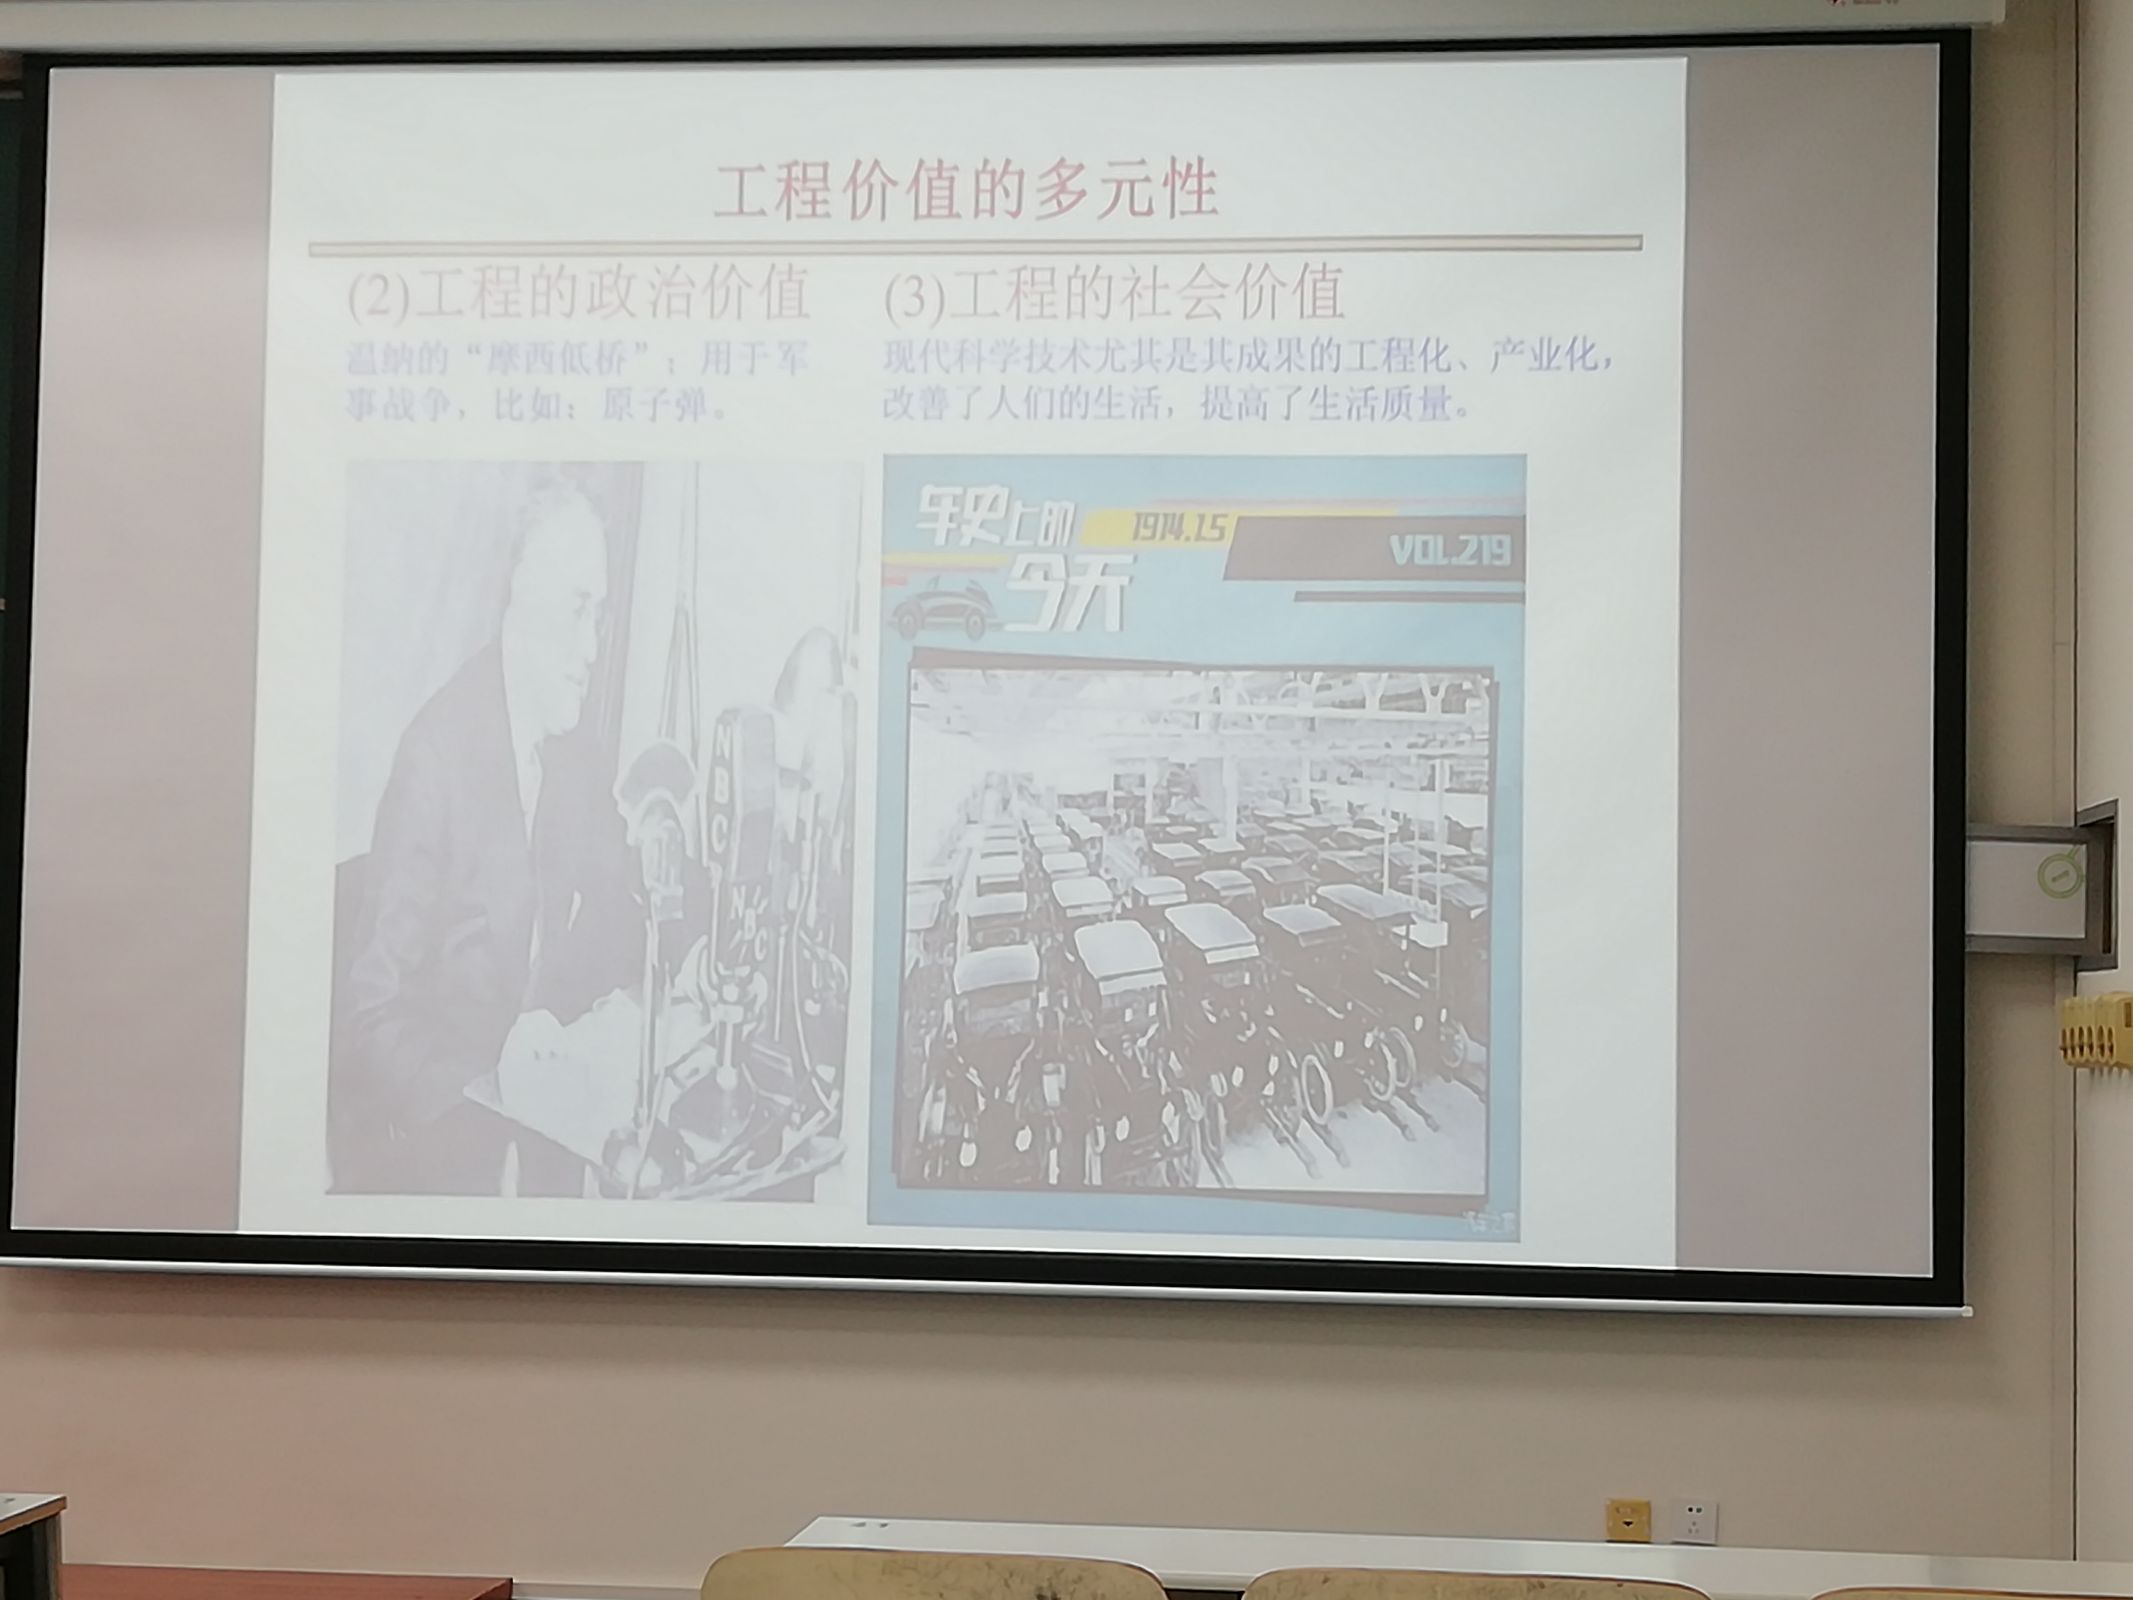 工程价值的多元性
(2)工程的政治价值
温纳的“摩西低桥”；用于军
事战争，比如：原子弹。
(3)工程的社会价值
现代科学技术尤其是其成果的工程化、产业化，
改善了人们的生活，提高了生活质量。
NBC
NBC
车史上的
今天
1914.1.5
VOL.219